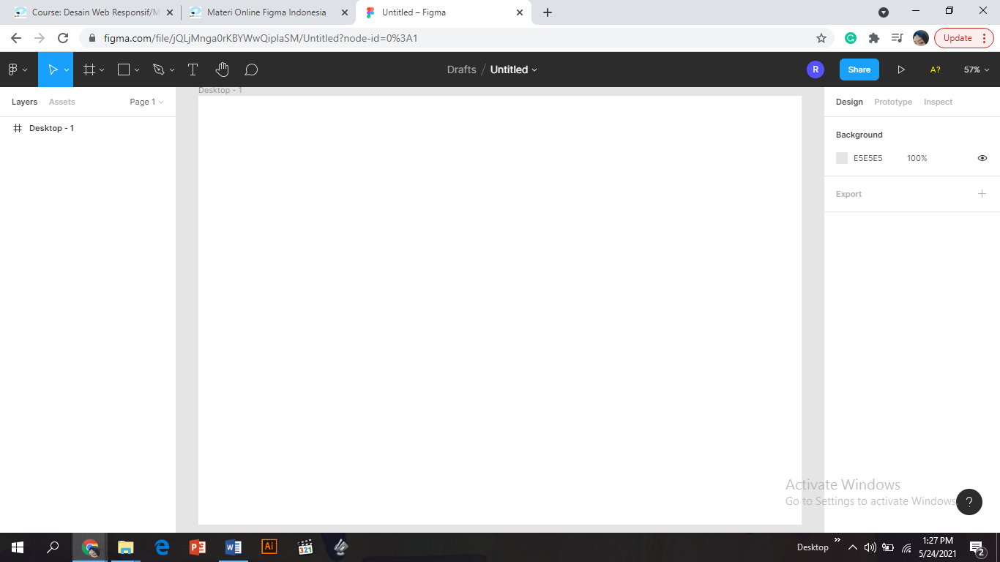 Course: Desain Web Responsif/M
Materi Online Figma Indonesia
Untitled – Figma
figma.com/file/jQLjMnga0rKBYWwQipIaSM/Untitled?node-id=0%3A1
Update
Drafts / Untitled
R
Share
A?
57%
Layers
Assets
Page 1
Desktop - 1
Desktop - 1
Design
Prototype
Inspect
Background
E5E5E5
100%
Export
Activate Windows
Go to Settings to activate Windows.
?
Ai
321
Desktop
1:27 PM
5/24/2021
2